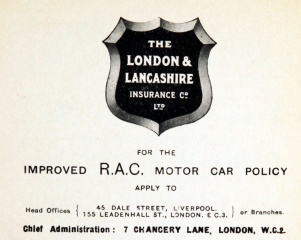 THE
LONDON &
LANCASHIRE
INSURANCE Cº
LTD
FOR THE
IMPROVED R.A.C. MOTOR CAR POLICY
APPLY TO
Head Offices { 45 DALE STREET, LIVERPOOL. 155 LEADENHALL ST., LONDON. E C.3. } or Branches.
Chief Administration: 7 CHANCERY LANE, LONDON, W.C.2.